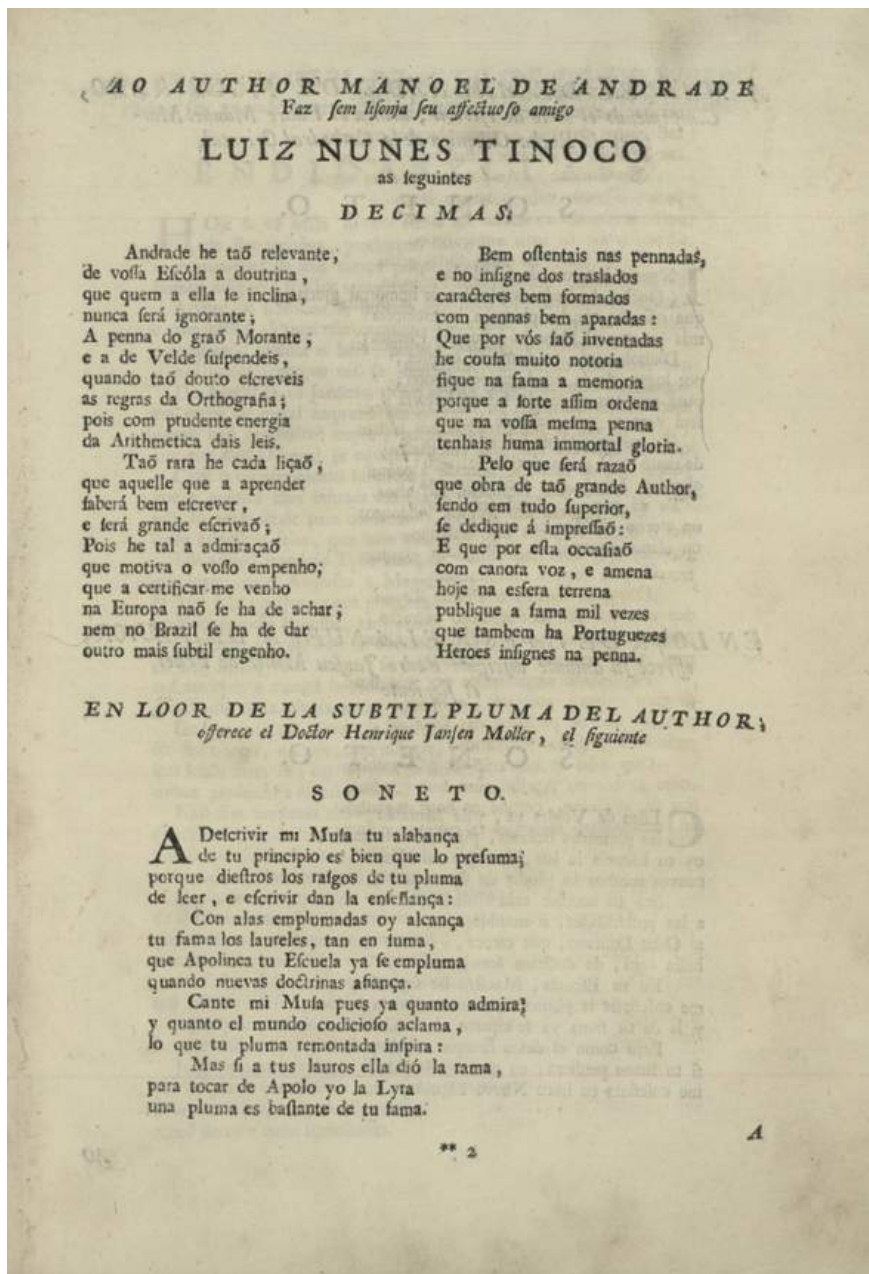 AO AUTHOR MANOEL DE ANDRADE
Faz ſem liſonja ſeu affectuoſo amigo
LUIZ NUNES TINOCO
as ſeguintes
DECIMAS.
Andrade he taõ relevante,
de voſſa Eſcóla a doutrina,
que quem a ella ſe inclina,
nunca ſerá ignorante;
A penna do graõ Morante,
e a de Velde ſuſpendeis,
quando taõ douto eſcreveis
as regras da Orthografia;
pois com prudente energia
da Arithmetica dais leis.
Taõ rara he cada liçaõ,
que aquelle que a aprender
ſaberá bem eſcrever,
e ſerá grande eſcrivaõ;
Pois he tal a admiraçaõ
que motiva o voſſo empenho;
que a certificar-me venho
na Europa naõ ſe ha de achar;
nem no Brazil ſe ha de dar
outro mais ſubtil engenho.
Bem oſtentais nas pennadas,
e no inſigne dos traslados
caracteres bem formados
com pennas bem aparadas:
Que por vós ſaõ inventadas
he couſa muito notoria
fique na fama a memoria
porque a ſorte aſſim ordena
que na voſſa meſma penna
tenhais huma immortal gloria.
Pelo que ſerá razaõ
que obra de taõ grande Author,
ſendo em tudo ſuperior,
ſe dedique á impreſſaõ:
E que por eſta occaſiaõ
com canora voz, e amena
hoje na esfera terrena
publique a fama mil vezes
que tambem ha Portuguezes
Heroes inſignes na penna.
EN LOOR DE LA SUBTIL PLUMA DEL AUTHOR,
offerece el Doctor Henrique Janſen Moller, el ſiguiente
SONETO.
A Deſcrivir mi Muſa tu alabança
de tu principio es bien que lo preſuma;
porque dieſtros los raſgos de tu pluma
de leer, e eſcrivir dan la enſeñança:
Con alas emplumadas oy alcança
tu fama los laureles, tan en ſuma,
que Apolinea tu Eſcuela ya ſe empluma
quando nuevas doctrinas afiança.
Cante mi Muſa pues ya quanto admira;
y quanto el mundo codicioſo aclama,
lo que tu pluma remontada inſpira:
Mas ſi a tus lauros ella dió la rama,
para tocar de Apolo yo la Lyra
una pluma es baſtante de tu fama.
** 2
A